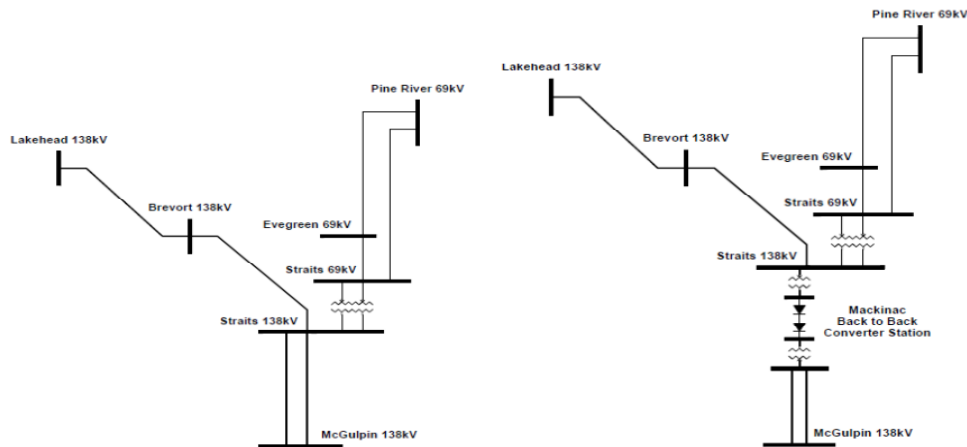 Pine River 69kV
Lakehead 138kV
Brevort 138kV
Evegreen 69kV
Straits 69kV
Straits 138kV
McGulpin 138kV
Pine River 69kV
Lakehead 138kV
Brevort 138kV
Evegreen 69kV
Straits 69kV
Straits 138kV
Mackinac
Back to Back
Converter Station
McGulpin 138kV